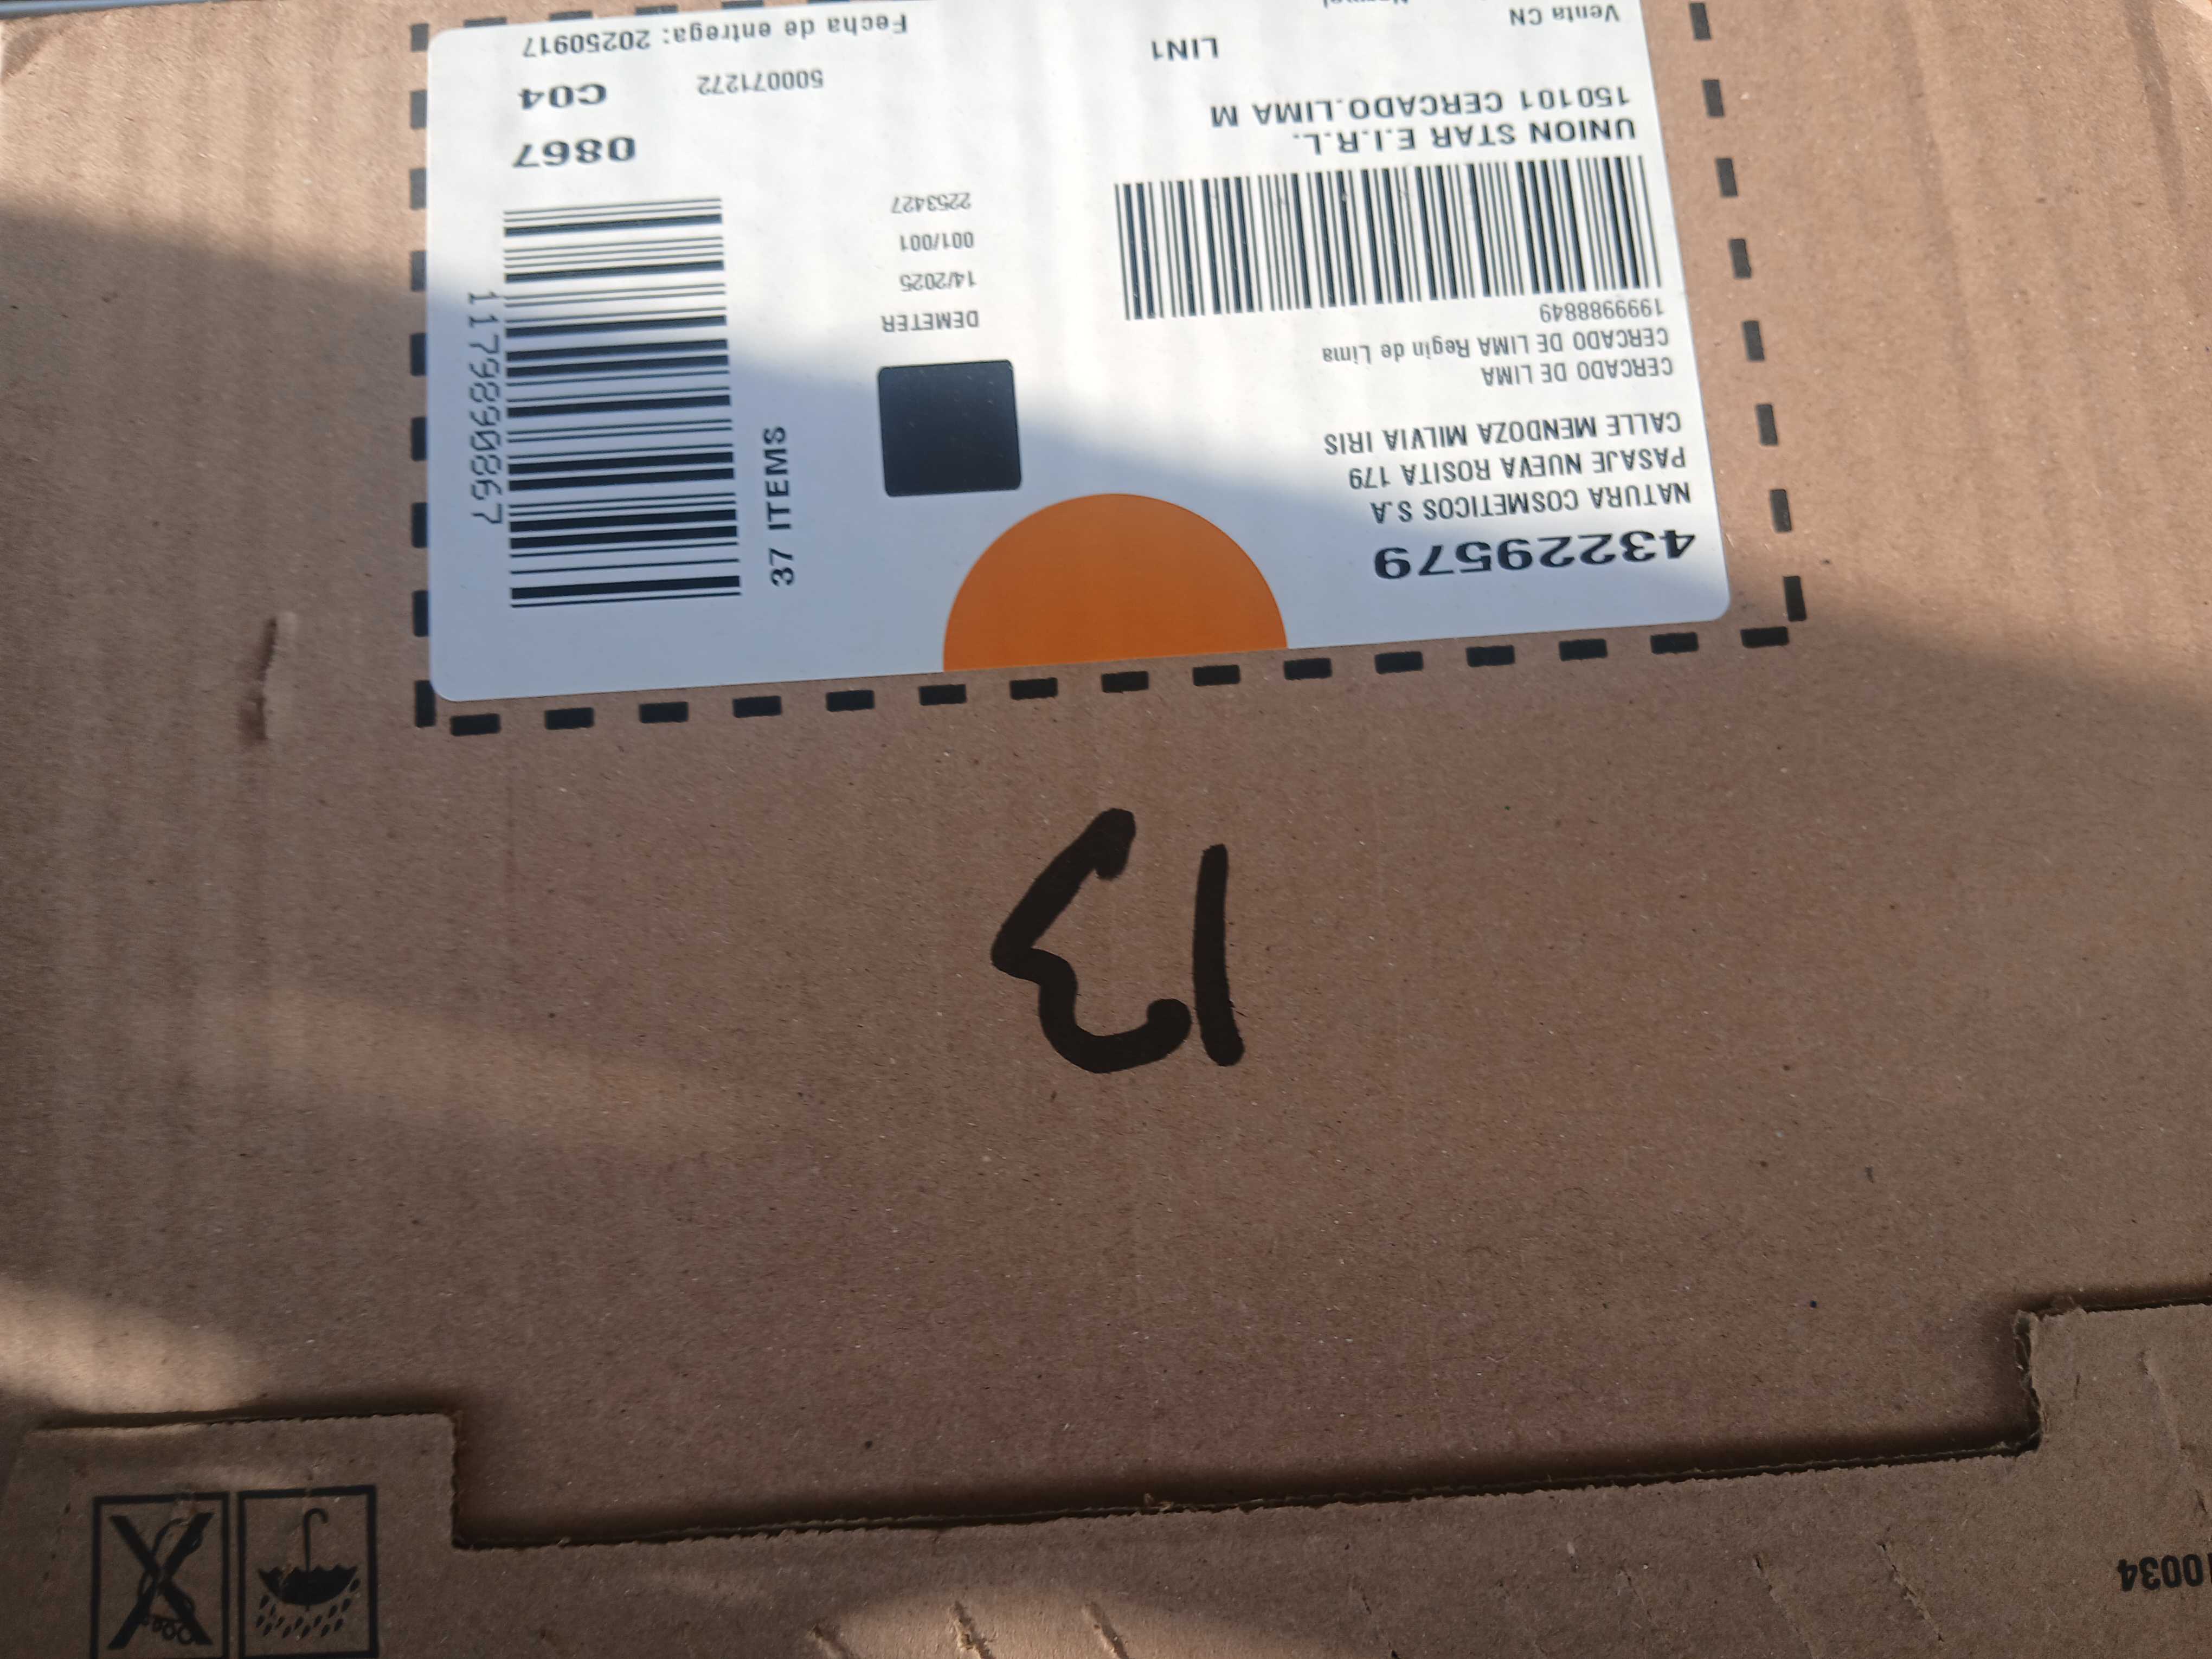 43229579
NATURA COSMETICOS S.A
PASAJE NUEVA ROSITA 179
CALLE MENDOZA MILVIA IRIS
CERCADO DE LIMA
CERCADO DE LIMA Regin de Lima
1999988849
UNION STAR E.I.R.L.
150101 CERCADO.LIMA M
LIN1
Venta CN
DEMETER
14/2025
001/001
2253427
37 ITEMS
1179890867
0867
C04
500071272
Fecha de entrega: 20250917
13
10034